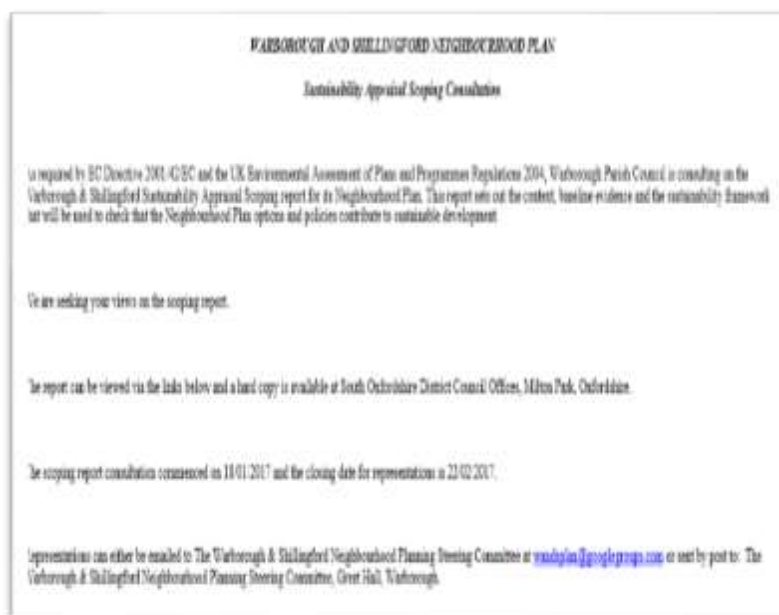 WARBOROUGH AND SHILLINGFORD NEIGHBOURHOOD PLAN
Sustainability Appraisal Scoping Consultation
s required by EC Directive 2001/42/EC and the UK Environmental Assessment of Plans and Programmes Regulations 2004, Warborough Parish Council is consulting on the
Warborough & Shillingford Sustainability Appraisal Scoping report for its Neighbourhood Plan. This report sets out the context, baseline evidence and the sustainability framework
hat will be used to check that the Neighbourhood Plan options and policies contribute to sustainable development.
We are seeking your views on the scoping report.
he report can be viewed via the links below and a hard copy is available at South Oxfordshire District Council Offices, Milton Park, Oxfordshire.
he scoping report consultation commenced on 18/01/2017 and the closing date for representations is 22/02/2017.
epresentations can either be emailed to The Warborough & Shillingford Neighbourhood Planning Steering Committee at or sent by post to: The
Warborough & Shillingford Neighbourhood Planning Steering Committee, Greet Hall, Warborough.